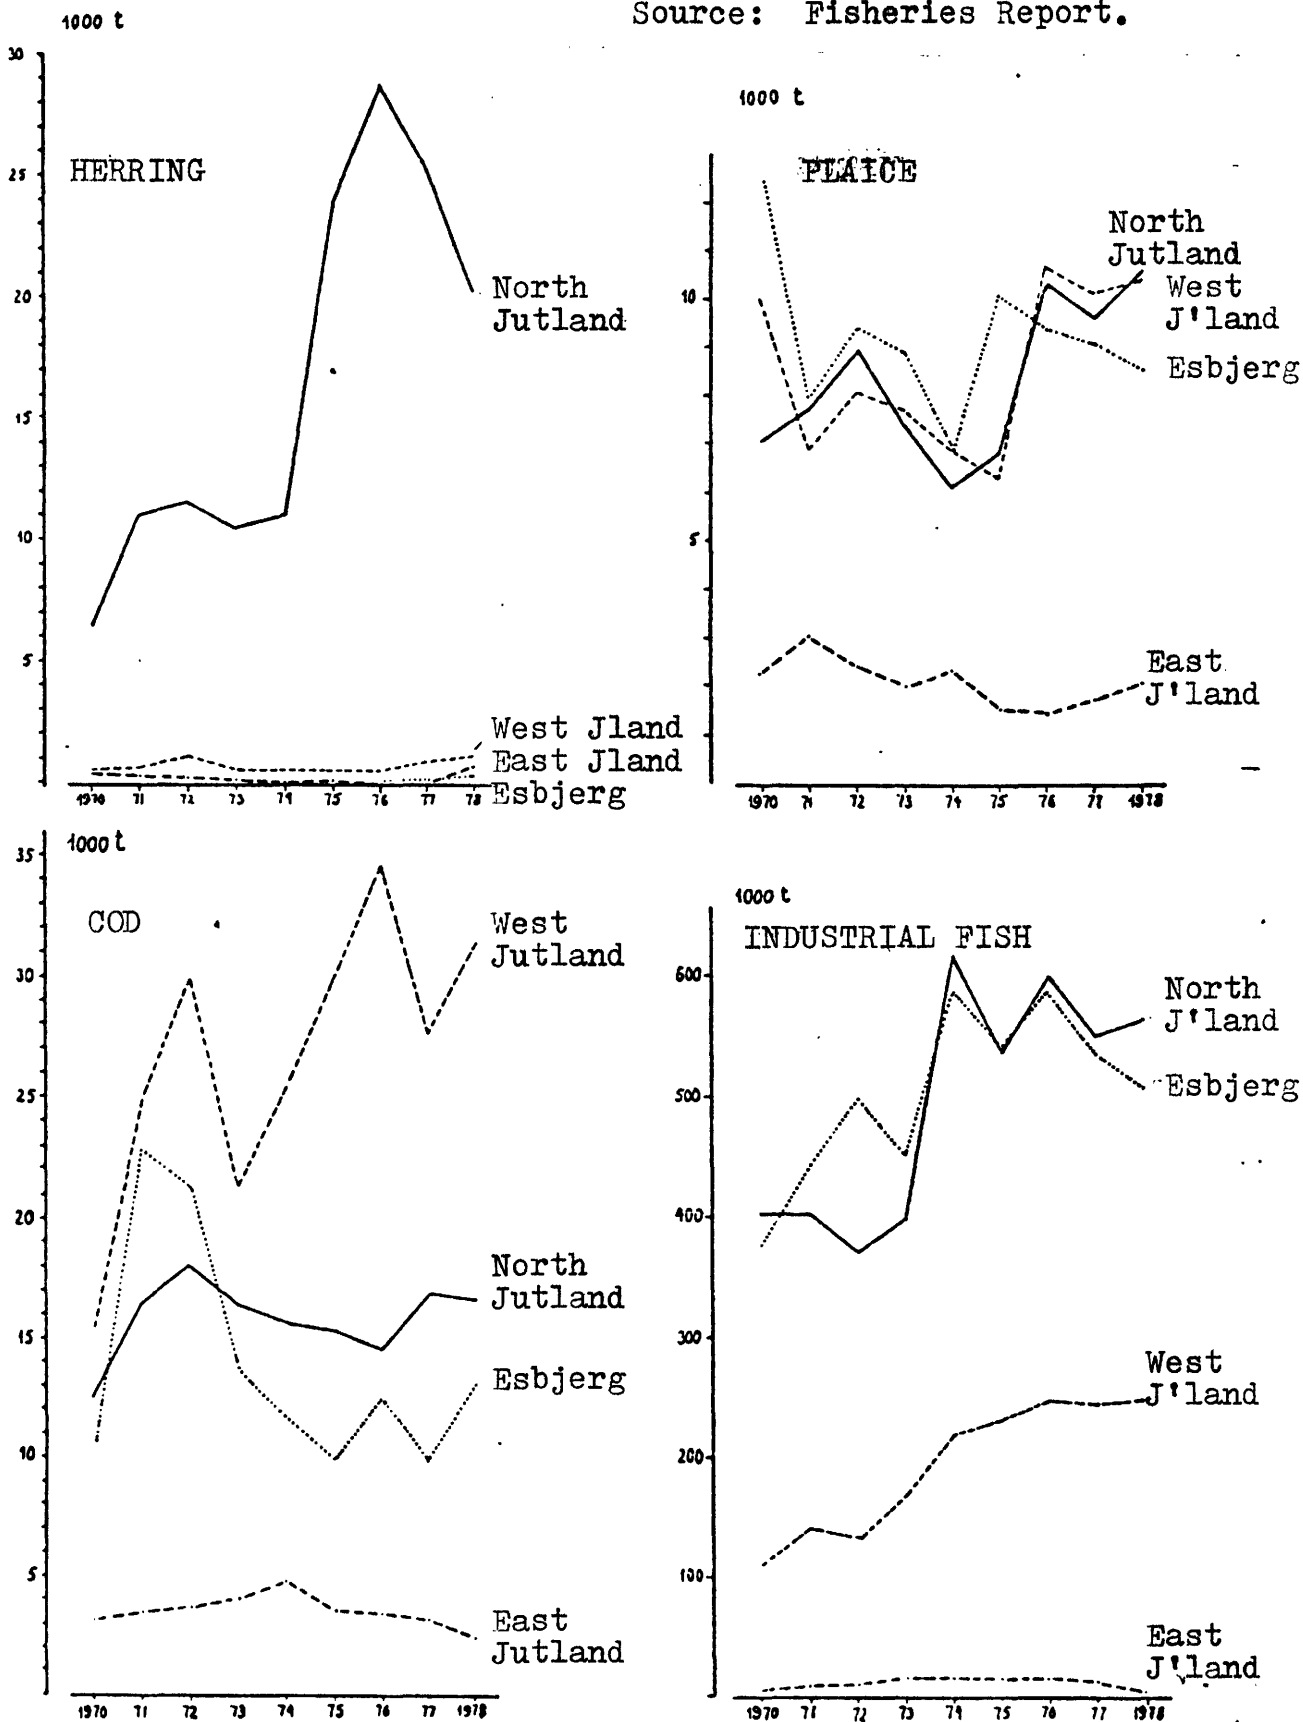 Source: Fisheries Report.
1000 t
30
25
20
15
10
5
HERRING
North
Jutland
West Jland
East Jland
Esbjerg
1970 71 72 73 74 75 76 77 78
1000 t
PLAICE
10
5
North
Jutland
West
J'land
Esbjerg
East
J'land
1970 71 72 73 74 75 76 77 1978
1000 t
35
30
25
20
15
10
5
COD
West
Jutland
North
Jutland
Esbjerg
East
Jutland
1970 71 72 73 74 75 76 77 1978
1000 t
INDUSTRIAL FISH
600
500
400
300
200
100
North
J'land
Esbjerg
West
J'land
East
J'land
1970 71 72 73 74 75 76 77 1978